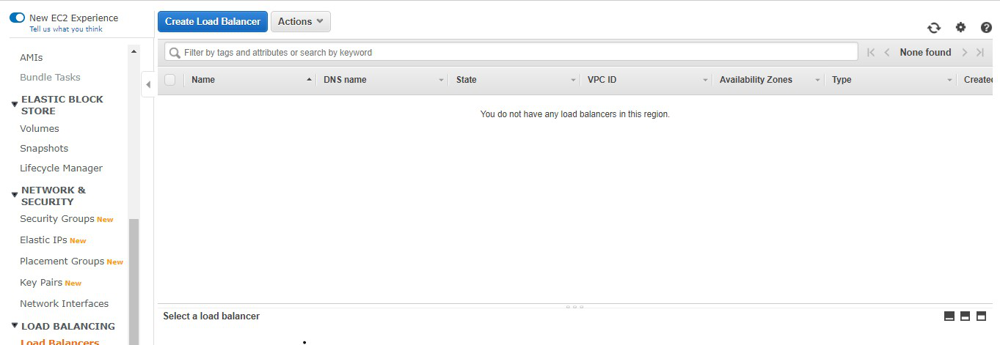 New EC2 Experience
Tell us what you think
AMIs
Bundle Tasks
ELASTIC BLOCK
STORE
Volumes
Snapshots
Lifecycle Manager
NETWORK &
SECURITY
Security Groups New
Elastic IPs New
Placement Groups New
Key Pairs New
Network Interfaces
LOAD BALANCING
Load Balancers
Create Load Balancer Actions
Filter by tags and attributes or search by keyword None found
Name DNS name State VPC ID Availability Zones Type Created
You do not have any load balancers in this region.
Select a load balancer